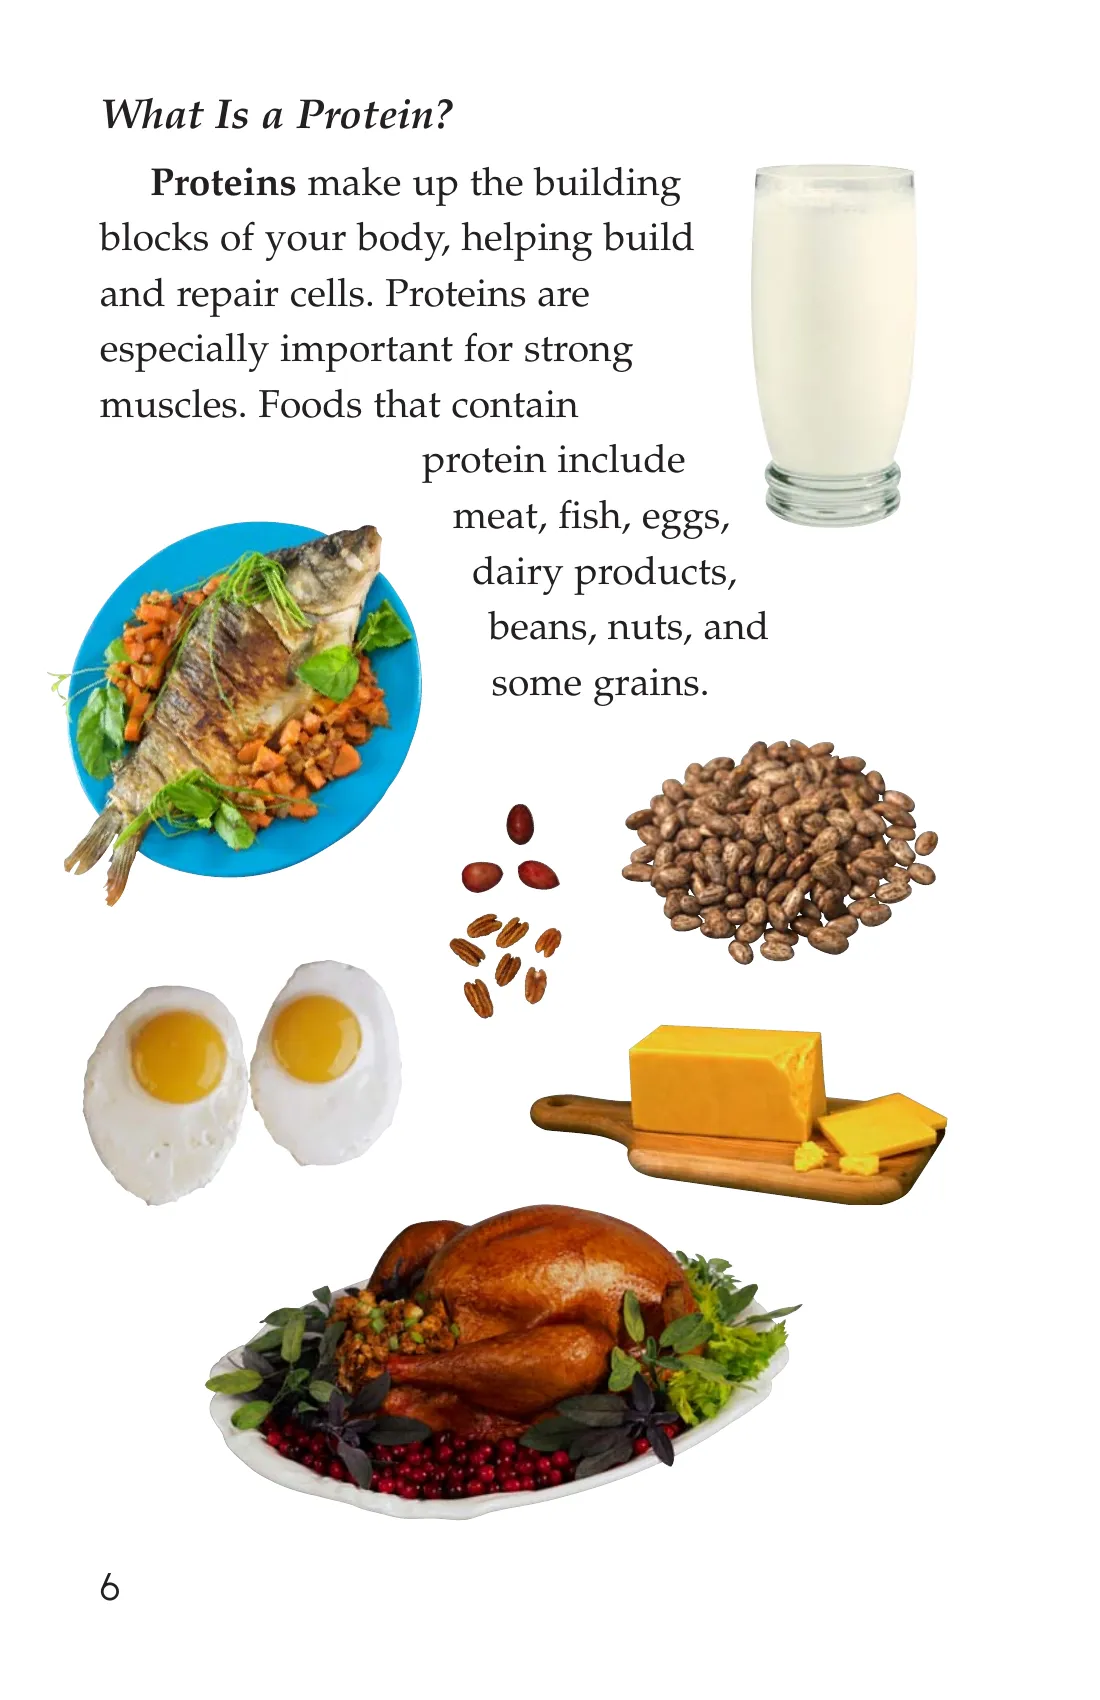 What Is a Protein?
Proteins make up the building
blocks of your body, helping build
and repair cells. Proteins are
especially important for strong
muscles. Foods that contain
protein include
meat, fish, eggs,
dairy products,
beans, nuts, and
some grains.
6